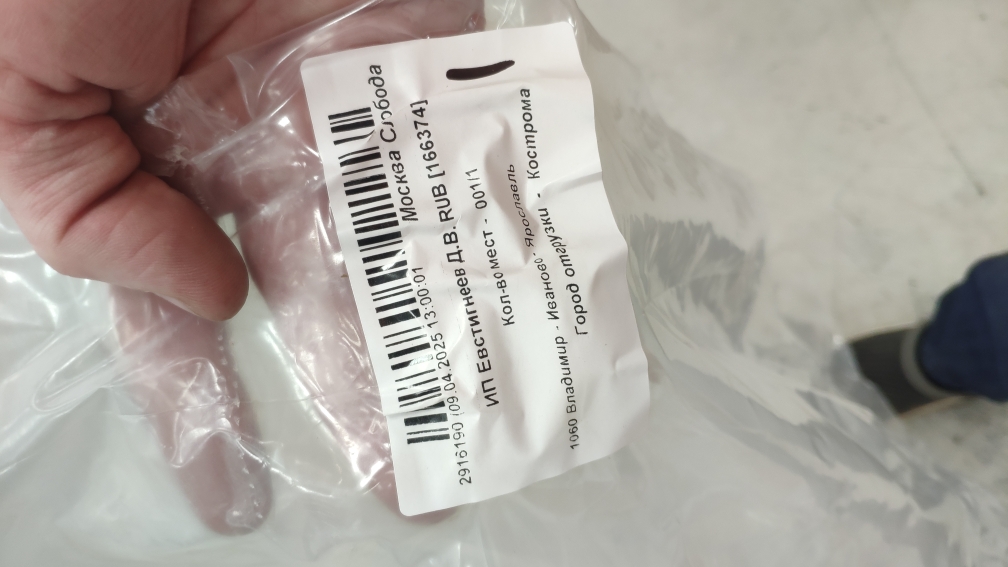 Москва Слобода
2916190 /09.04.2025 13:00:01
ИП Евстигнеев Д.В. RUB [166374]
Кол-во мест - 001/1
1060 Владимир - Иваново - Ярославль
Город отгрузки - Кострома